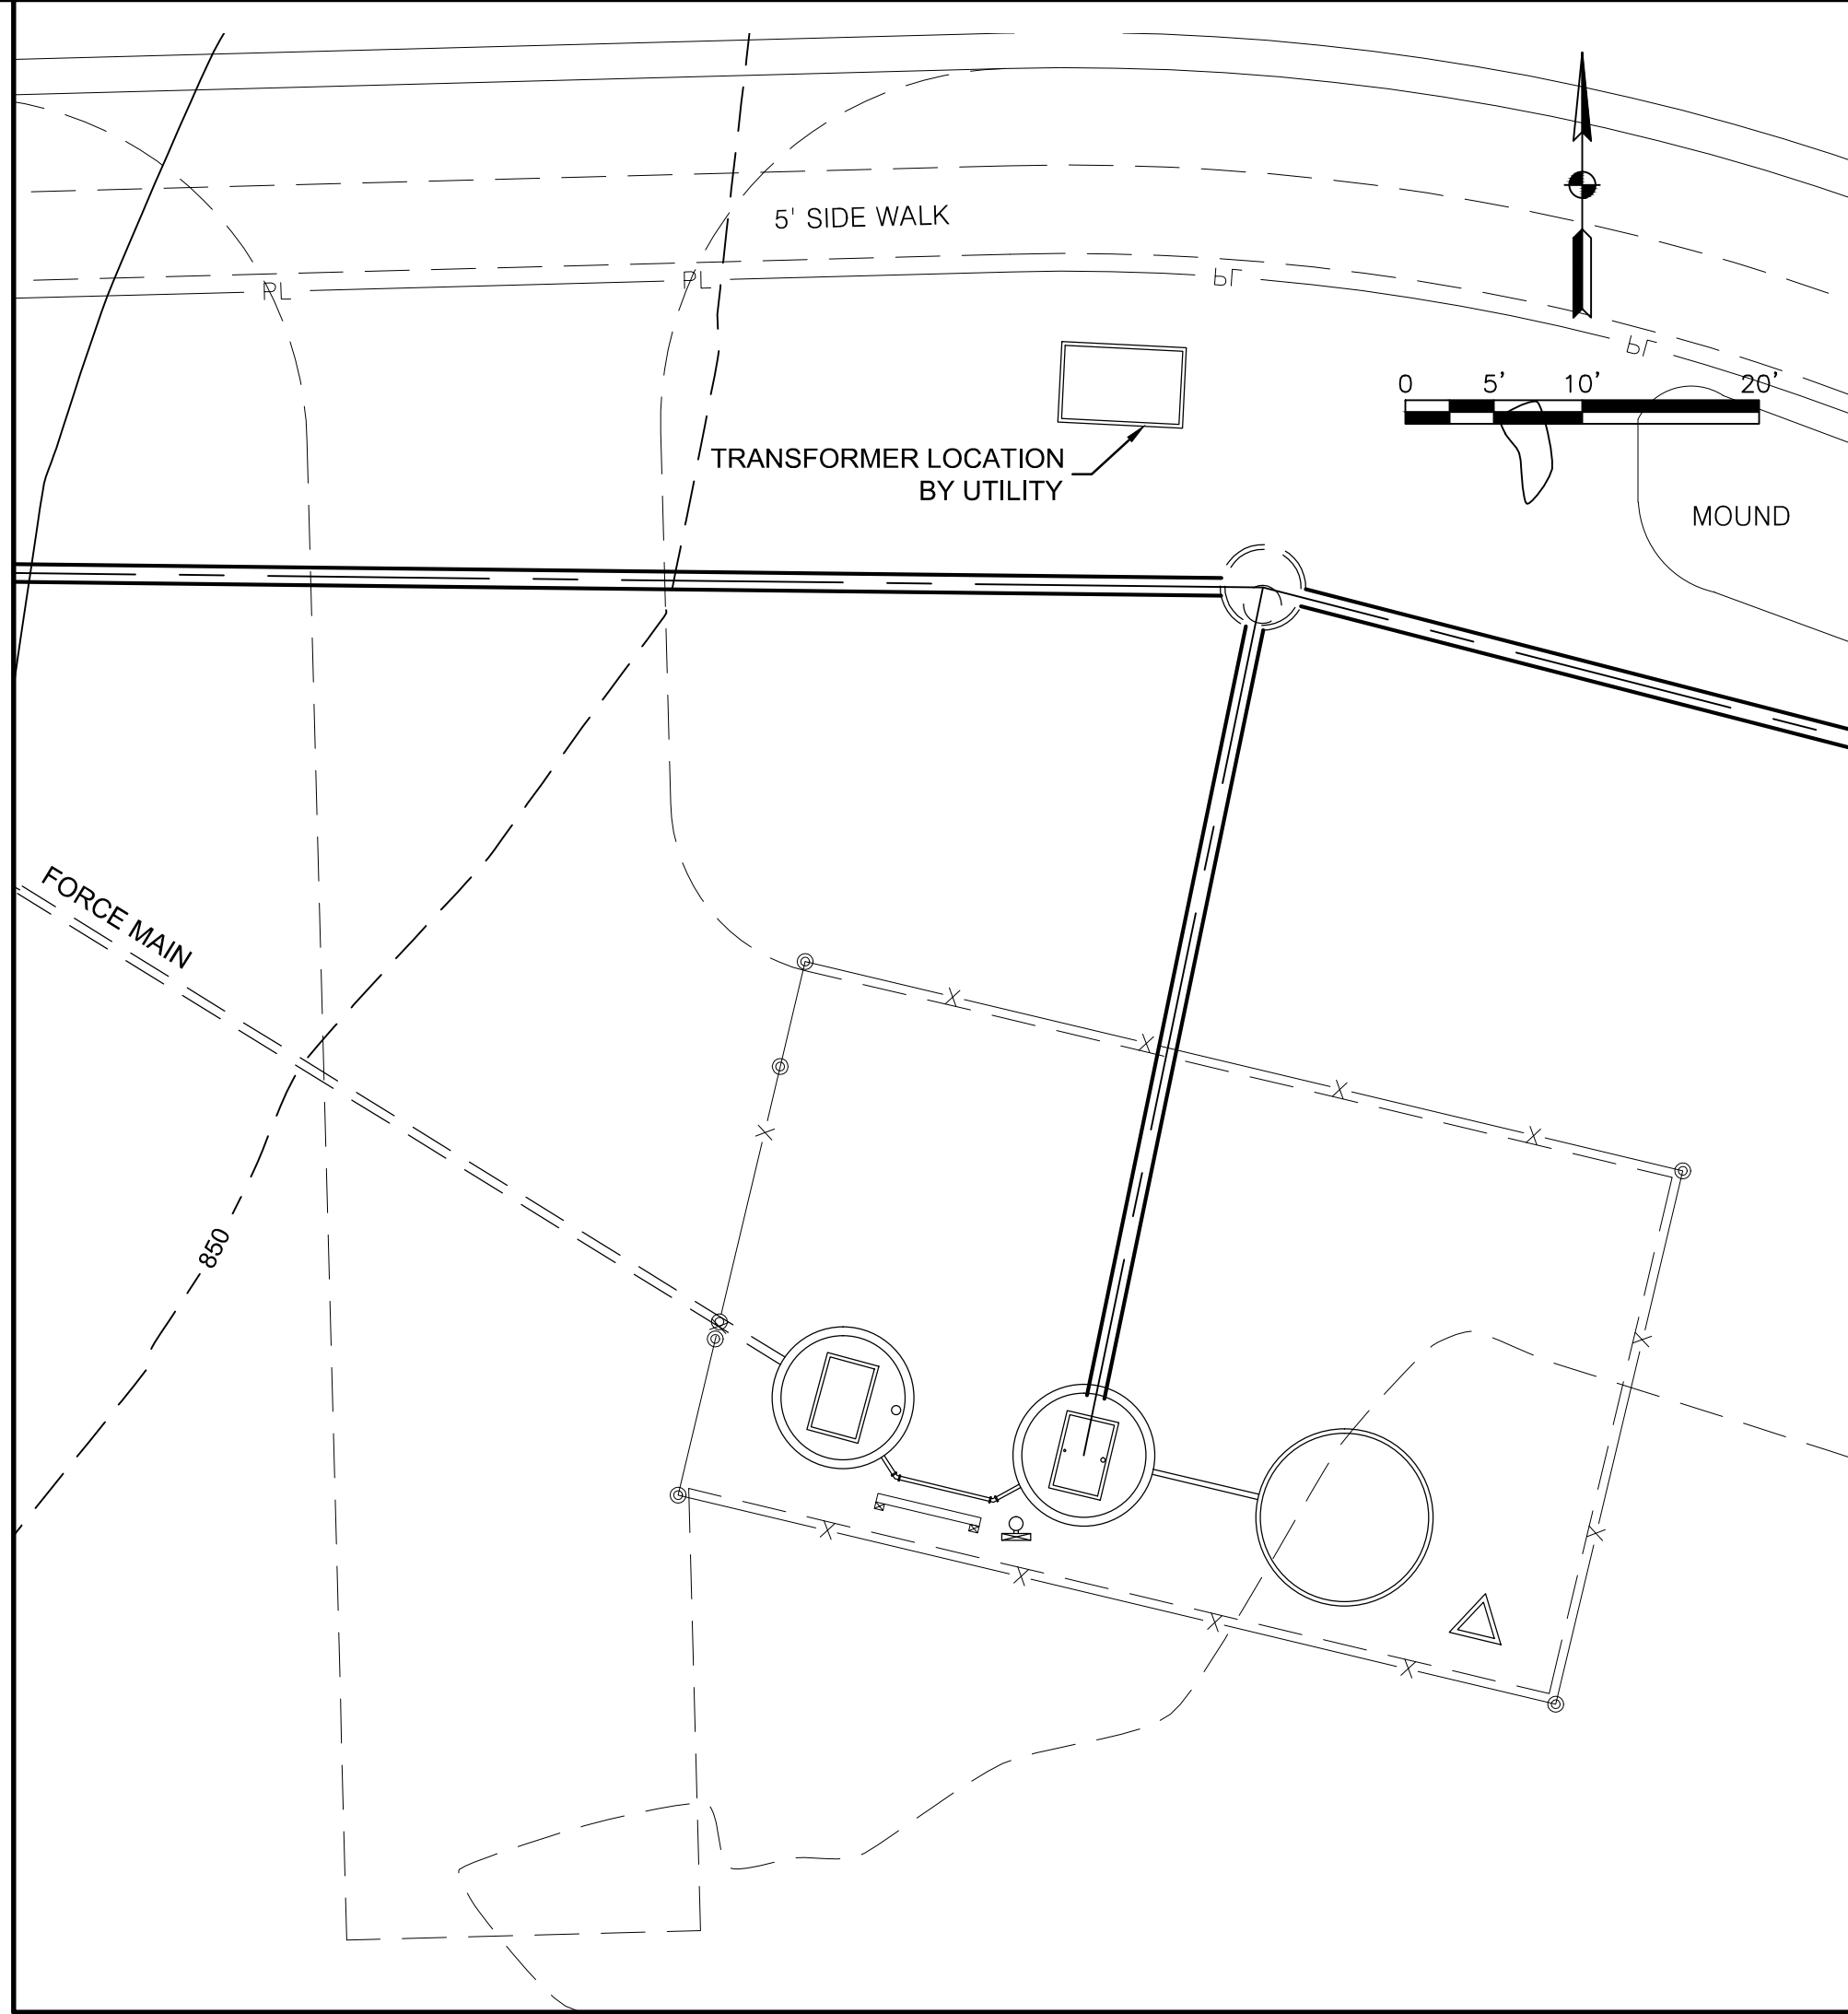 5' SIDE WALK
PL
PL
PL
PL
0 5' 10' 20'
TRANSFORMER LOCATION
BY UTILITY
MOUND
FORCE MAIN
850